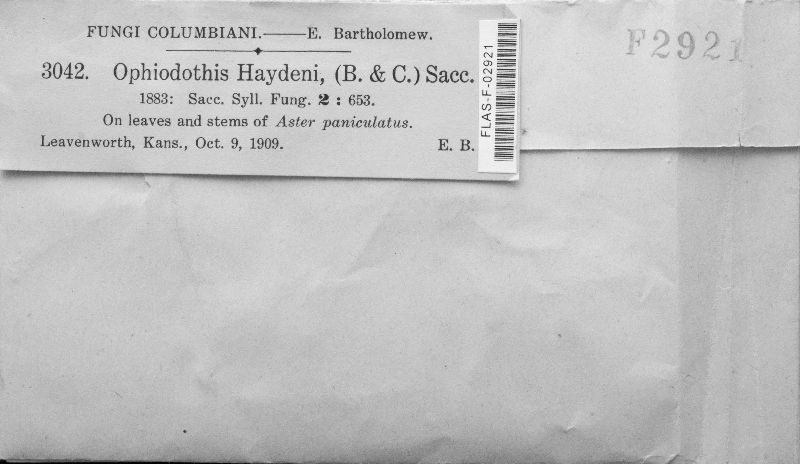 FUNGI COLUMBIANI.——E. Bartholomew.
3042. Ophiodothis Haydeni, (B. & C.) Sacc.
1883: Sacc. Syll. Fung. 2 : 653.
On leaves and stems of Aster paniculatus.
Leavenworth, Kans., Oct. 9, 1909. E. B.
FLAS-F-02921
F2921